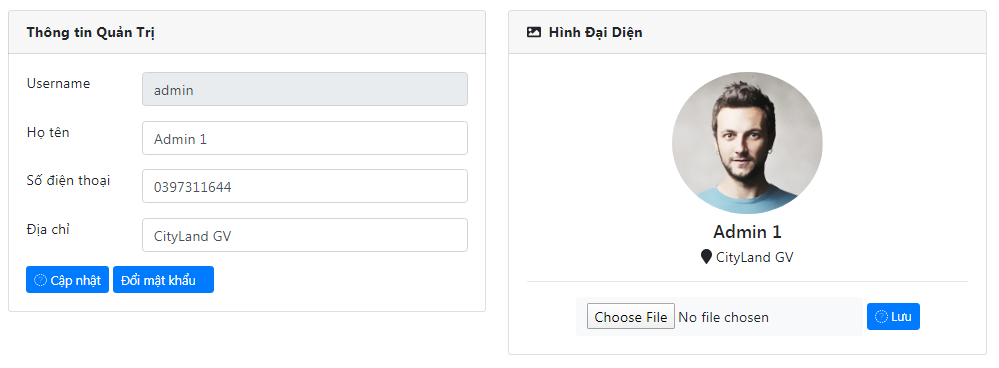 Thông tin Quản Trị
Username
admin
Họ tên
Admin 1
Số điện thoại
0397311644
Địa chỉ
CityLand GV
Cập nhật
Đổi mật khẩu
Hình Đại Diện
Admin 1
CityLand GV
Choose File No file chosen
Lưu